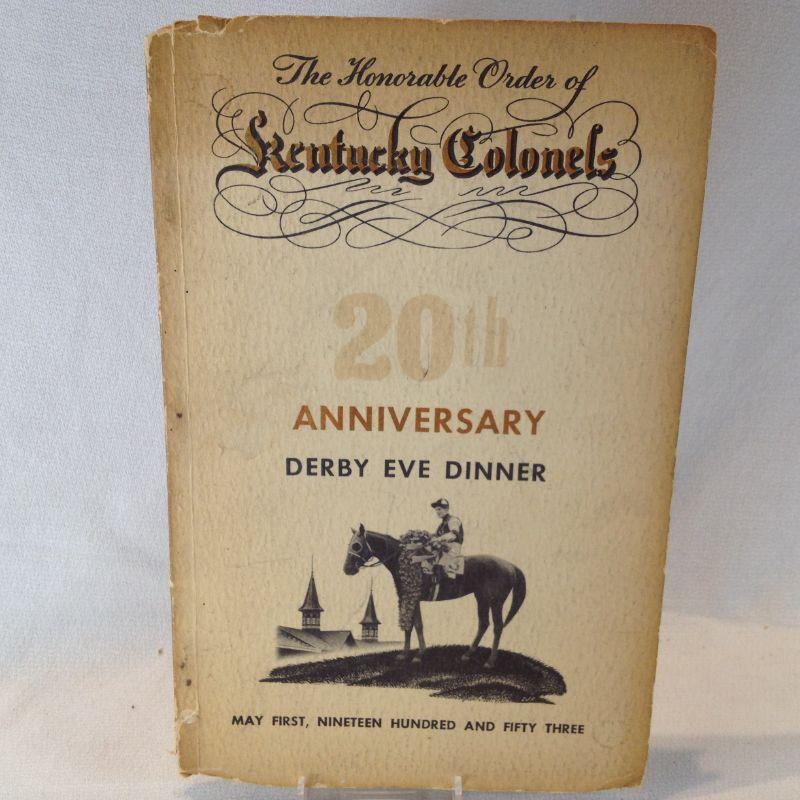 The Honorable Order of
Kentucky Colonels
20th
ANNIVERSARY
DERBY EVE DINNER
MAY FIRST, NINETEEN HUNDRED AND FIFTY THREE